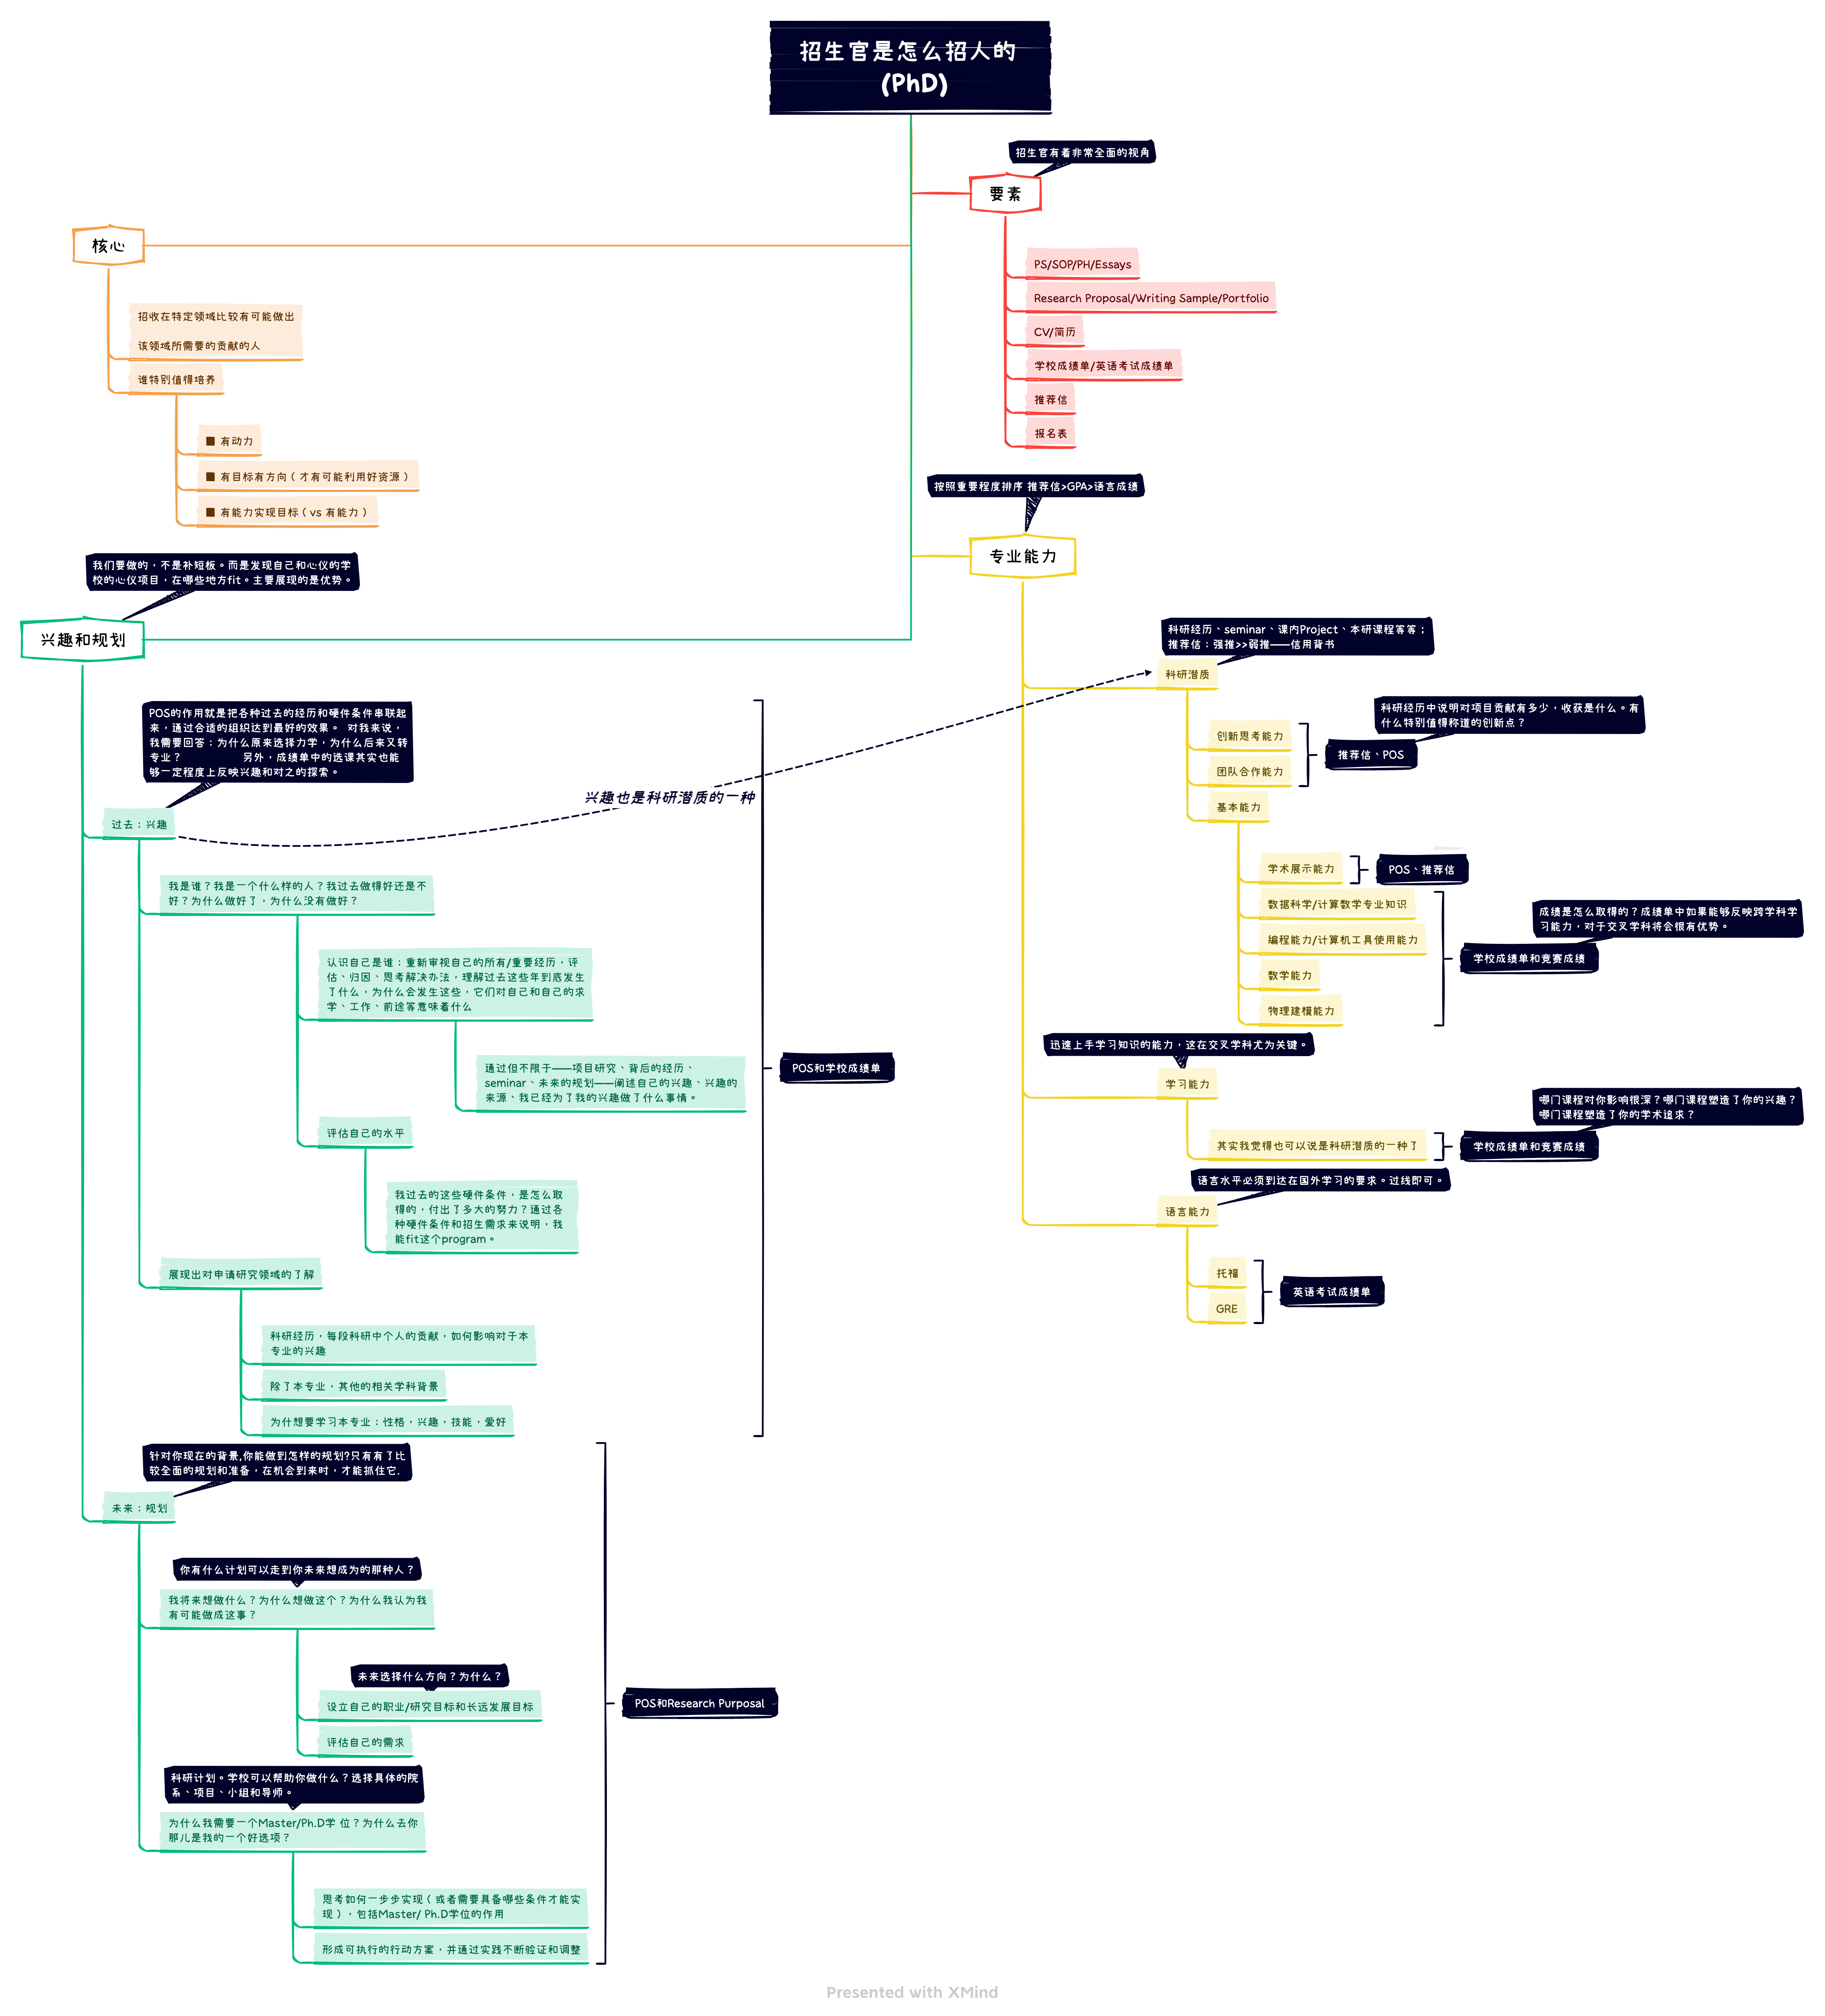 招生官是怎么招人的
(PhD)
招生官有着非常全面的视角
要素
PS/SOP/PH/Essays
Research Proposal/Writing Sample/Portfolio
CV/简历
学校成绩单/英语考试成绩单
推荐信
报名表
核心
招收在特定领域比较有可能做出
该领域所需要的贡献的人
谁特别值得培养
■ 有动力
■ 有目标有方向（才有可能利用好资源）
■ 有能力实现目标（vs 有能力）
按照重要程度排序 推荐信>GPA>语言成绩
专业能力
科研经历、seminar、课内Project、本研课程等等；
推荐信：强推>>弱推——信用背书
科研潜质
科研经历中说明对项目贡献有多少，收获是什么。有
什么特别值得称道的创新点？
创新思考能力
团队合作能力
推荐信、POS
基本能力
学术展示能力
POS、推荐信
数据科学/计算数学专业知识
编程能力/计算机工具使用能力
数学能力
物理建模能力
成绩是怎么取得的？成绩单中如果能够反映跨学科学
习能力，对于交叉学科将会很有优势。
学校成绩单和竞赛成绩
迅速上手学习知识的能力，这在交叉学科尤为关键。
学习能力
其实我觉得也可以说是科研潜质的一种了
哪门课程对你影响很深？哪门课程塑造了你的兴趣？
哪门课程塑造了你的学术追求？
学校成绩单和竞赛成绩
语言水平必须到达在国外学习的要求。过线即可。
语言能力
托福
GRE
英语考试成绩单
我们要做的，不是补短板。而是发现自己和心仪的学
校的心仪项目，在哪些地方fit。主要展现的是优势。
兴趣和规划
POS的作用就是把各种过去的经历和硬件条件串联起
来，通过合适的组织达到最好的效果。 对我来说，
我需要回答：为什么原来选择力学，为什么后来又转
专业？ 另外，成绩单中的选课其实也能
够一定程度上反映兴趣和对之的探索。
过去：兴趣
兴趣也是科研潜质的一种
我是谁？我是一个什么样的人？我过去做得好还是不
好？为什么做好了，为什么没有做好？
认识自己是谁：重新审视自己的所有/重要经历，评
估、归因、思考解决办法，理解过去这些年到底发生
了什么，为什么会发生这些，它们对自己和自己的求
学、工作、前途等意味着什么
通过但不限于——项目研究、背后的经历、
seminar、未来的规划——阐述自己的兴趣、兴趣的
来源、我已经为了我的兴趣做了什么事情。
评估自己的水平
我过去的这些硬件条件，是怎么取
得的，付出了多大的努力？通过各
种硬件条件和招生需求来说明，我
能fit这个program。
展现出对申请研究领域的了解
科研经历，每段科研中个人的贡献，如何影响对于本
专业的兴趣
除了本专业，其他的相关学科背景
为什想要学习本专业：性格，兴趣，技能，爱好
POS和学校成绩单
针对你现在的背景,你能做到怎样的规划?只有有了比
较全面的规划和准备，在机会到来时，才能抓住它.
未来：规划
你有什么计划可以走到你未来想成为的那种人？
我将来想做什么？为什么想做这个？为什么我认为我
有可能做成这事？
未来选择什么方向？为什么？
设立自己的职业/研究目标和长远发展目标
评估自己的需求
科研计划。学校可以帮助你做什么？选择具体的院
系、项目、小组和导师。
为什么我需要一个Master/Ph.D学 位？为什么去你
那儿是我的一个好选项？
思考如何一步步实现（或者需要具备哪些条件才能实
现），包括Master/ Ph.D学位的作用
形成可执行的行动方案，并通过实践不断验证和调整
POS和Research Purposal
Presented with XMind